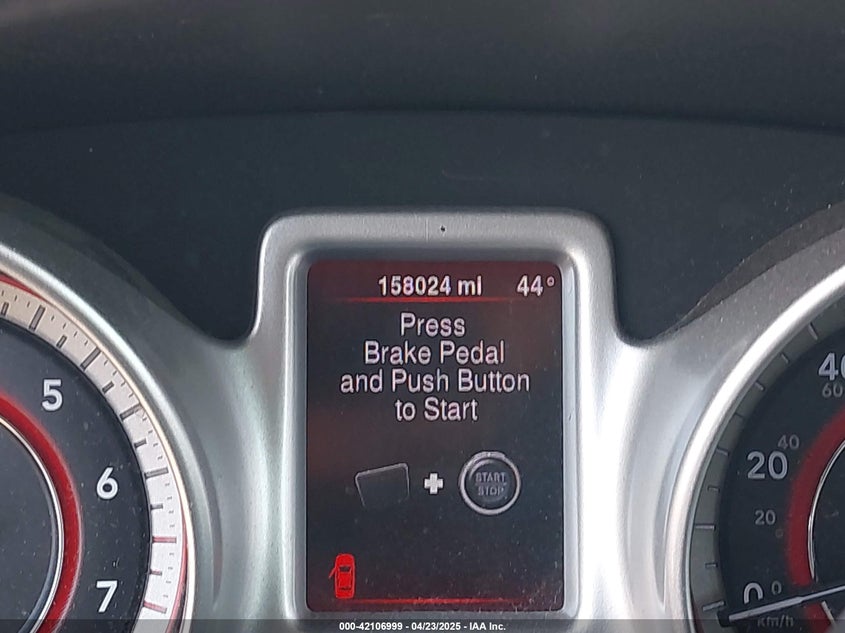 158024 mi 44°
Press
Brake Pedal
and Push Button
to Start
START
STOP
5
6
7
40
60
40
20
20
0
0
km/h
000-42106999 - 04/23/2025 - IAA Inc.